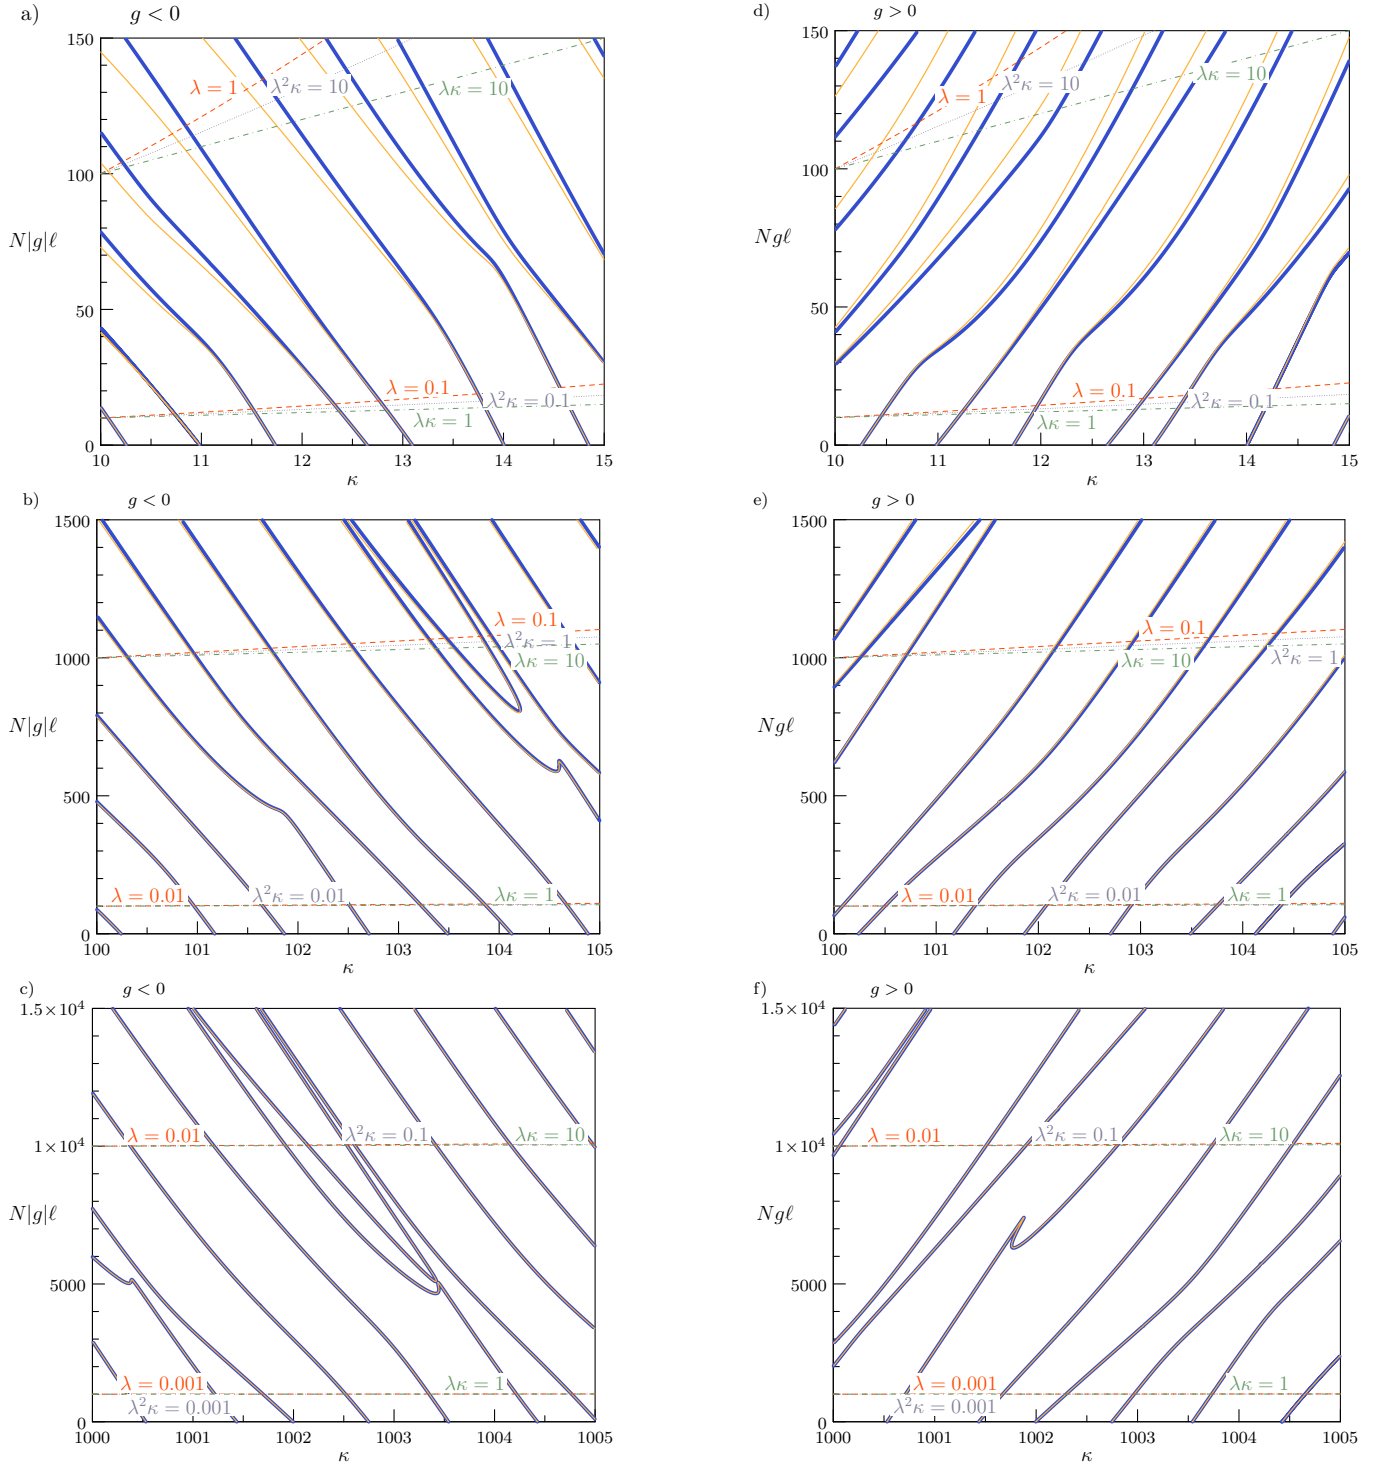 a) g < 0
150
100
50
0
N|g|ℓ
λ = 1
λ²κ = 10
λκ = 10
λ = 0.1
λ²κ = 0.1
λκ = 1
10 11 12 13 14 15
κ
d) g > 0
150
100
50
0
Ngℓ
λ = 1
λ²κ = 10
λκ = 10
λ = 0.1
λ²κ = 0.1
λκ = 1
10 11 12 13 14 15
κ
b) g < 0
1500
1000
500
0
N|g|ℓ
λ = 0.1
λ²κ = 1
λκ = 10
λ = 0.01
λ²κ = 0.01
λκ = 1
100 101 102 103 104 105
κ
e) g > 0
1500
1000
500
0
Ngℓ
λ = 0.1
λκ = 10
λ²κ = 1
λ = 0.01
λ²κ = 0.01
λκ = 1
100 101 102 103 104 105
κ
c) g < 0
1.5×10⁴
1×10⁴
5000
0
N|g|ℓ
λ = 0.01
λ²κ = 0.1
λκ = 10
λ = 0.001
λ²κ = 0.001
λκ = 1
1000 1001 1002 1003 1004 1005
κ
f) g > 0
1.5×10⁴
1×10⁴
5000
0
Ngℓ
λ = 0.01
λ²κ = 0.1
λκ = 10
λ = 0.001
λ²κ = 0.001
λκ = 1
1000 1001 1002 1003 1004 1005
κ